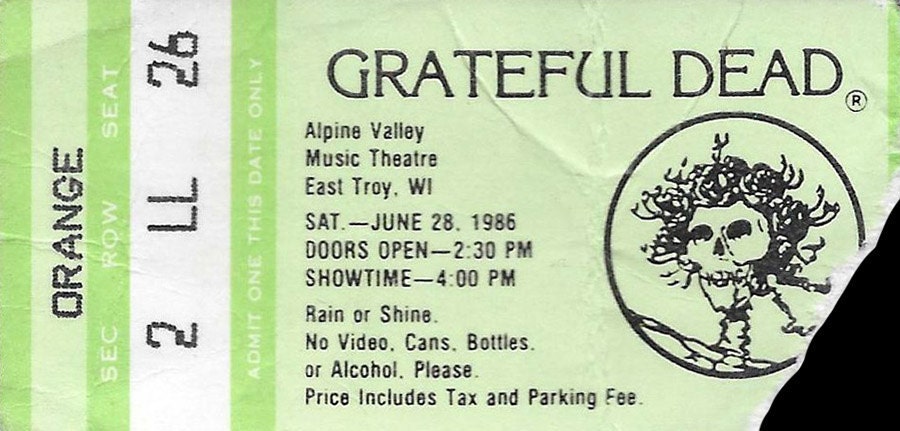 ORANGE
SEC ROW SEAT
2 LL 26
ADMIT ONE THIS DATE ONLY
GRATEFUL DEAD®
Alpine Valley
Music Theatre
East Troy, WI
SAT.—JUNE 28, 1986
DOORS OPEN—2:30 PM
SHOWTIME—4:00 PM
Rain or Shine.
No Video, Cans, Bottles.
or Alcohol, Please.
Price Includes Tax and Parking Fee.